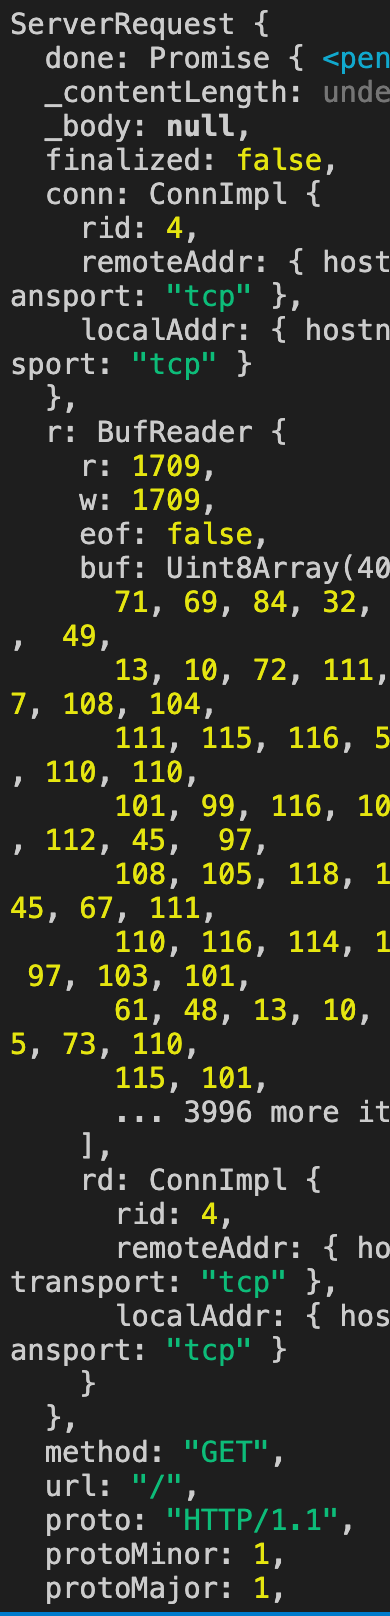 ServerRequest {
  done: Promise { <pen
  _contentLength: unde
  _body: null,
  finalized: false,
  conn: ConnImpl {
    rid: 4,
    remoteAddr: { host
ansport: "tcp" },
    localAddr: { hostn
sport: "tcp" }
  },
  r: BufReader {
    r: 1709,
    w: 1709,
    eof: false,
    buf: Uint8Array(40
      71, 69, 84, 32,
,  49,
      13, 10, 72, 111,
7, 108, 104,
      111, 115, 116, 5
, 110, 110,
      101, 99, 116, 10
, 112, 45,  97,
      108, 105, 118, 1
45, 67, 111,
      110, 116, 114, 1
 97, 103, 101,
      61, 48, 13, 10,
5, 73, 110,
      115, 101,
      ... 3996 more it
    ],
    rd: ConnImpl {
      rid: 4,
      remoteAddr: { ho
transport: "tcp" },
      localAddr: { hos
ansport: "tcp" }
    }
  },
  method: "GET",
  url: "/",
  proto: "HTTP/1.1",
  protoMinor: 1,
  protoMajor: 1,